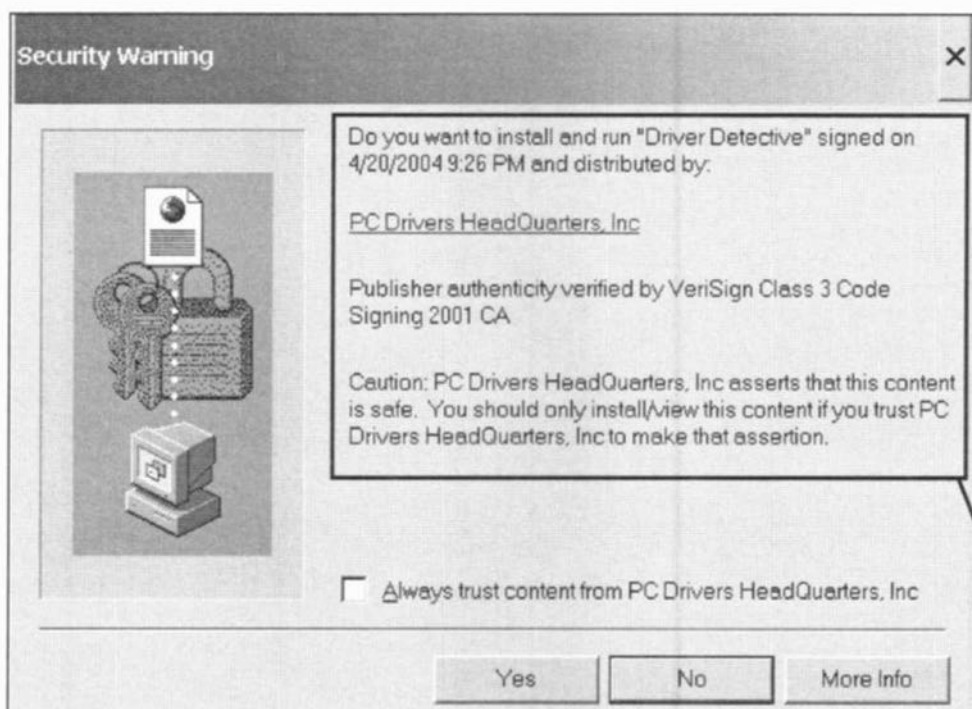 Security Warning
Do you want to install and run "Driver Detective" signed on
4/20/2004 9:26 PM and distributed by:
PC Drivers HeadQuarters, Inc
Publisher authenticity verified by VeriSign Class 3 Code
Signing 2001 CA
Caution: PC Drivers HeadQuarters, Inc asserts that this content
is safe. You should only install/view this content if you trust PC
Drivers HeadQuarters, Inc to make that assertion.
Always trust content from PC Drivers HeadQuarters, Inc
Yes
No
More Info